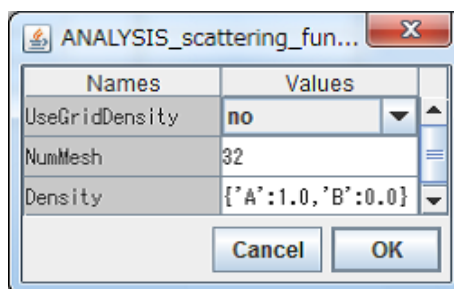 ANALYSIS_scattering_fun...
Names Values
UseGridDensity no
NumMesh 32
Density {'A':1.0,'B':0.0}
Cancel OK